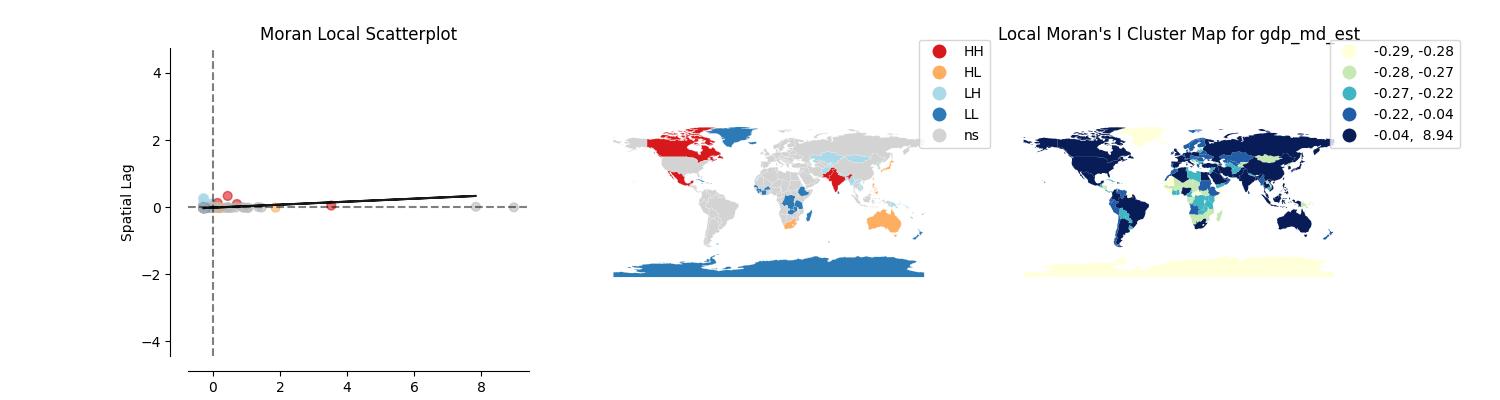 Moran Local Scatterplot
Spatial Lag
4
2
0
−2
−4
0
2
4
6
8
HH
HL
LH
LL
ns
Local Moran's I Cluster Map for gdp_md_est
-0.29, -0.28
-0.28, -0.27
-0.27, -0.22
-0.22, -0.04
-0.04,  8.94